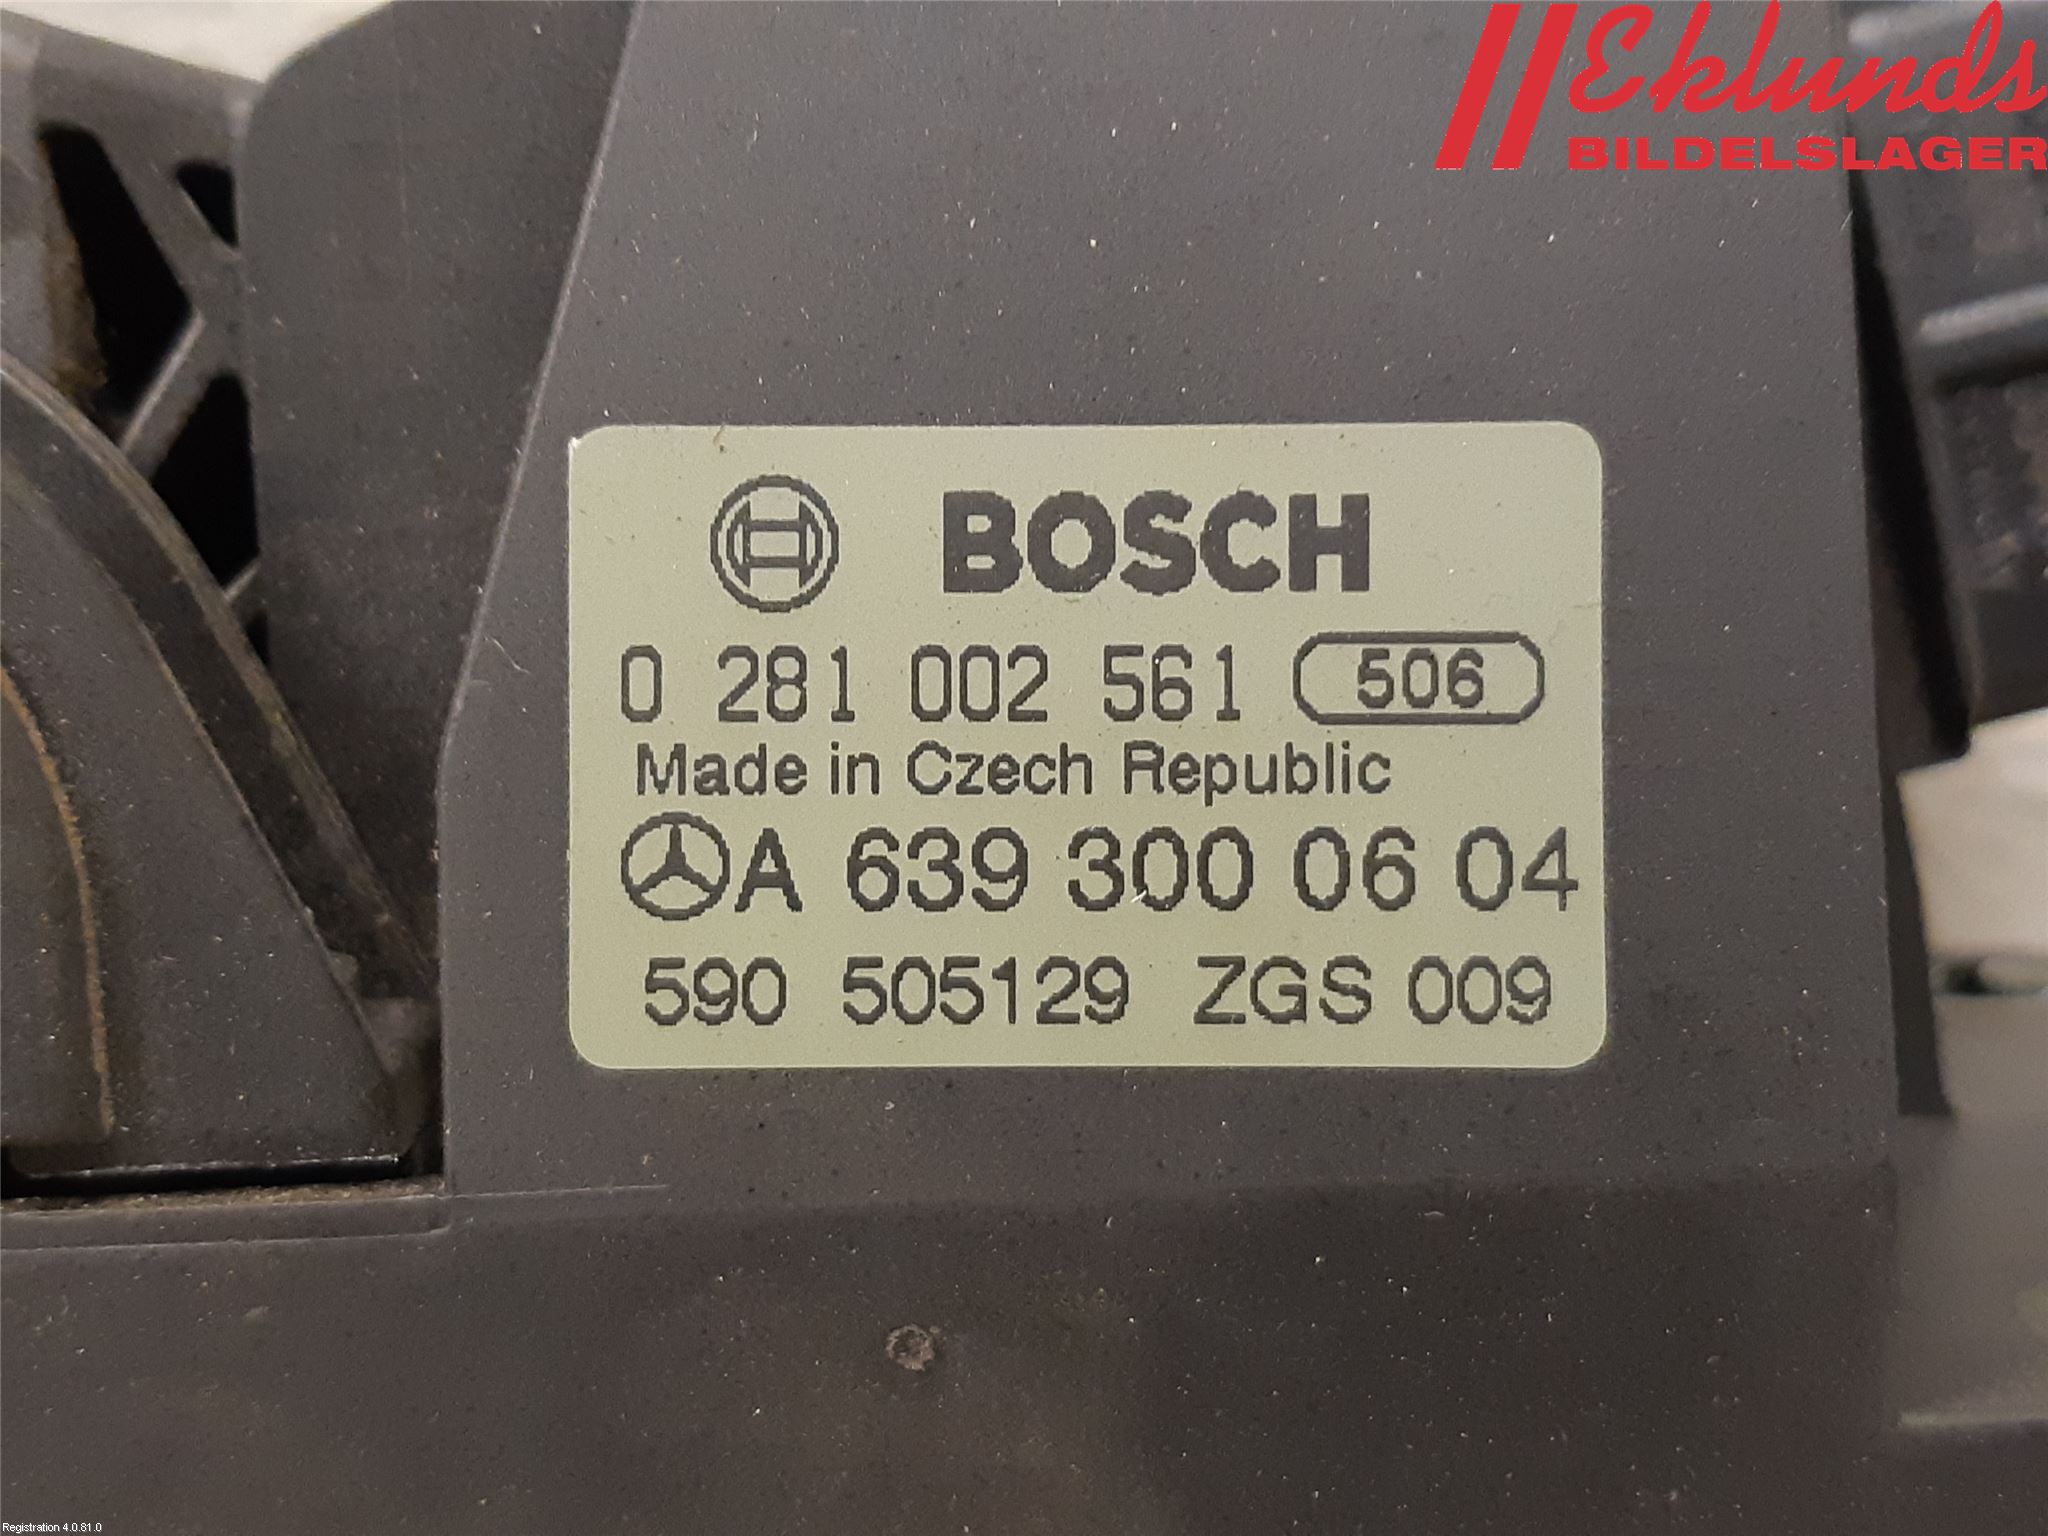 Eklunds
BILDELSLAGER
BOSCH
0 281 002 561 506
Made in Czech Republic
A 639 300 06 04
590 505129 ZGS 009
Registration 4.0.81.0